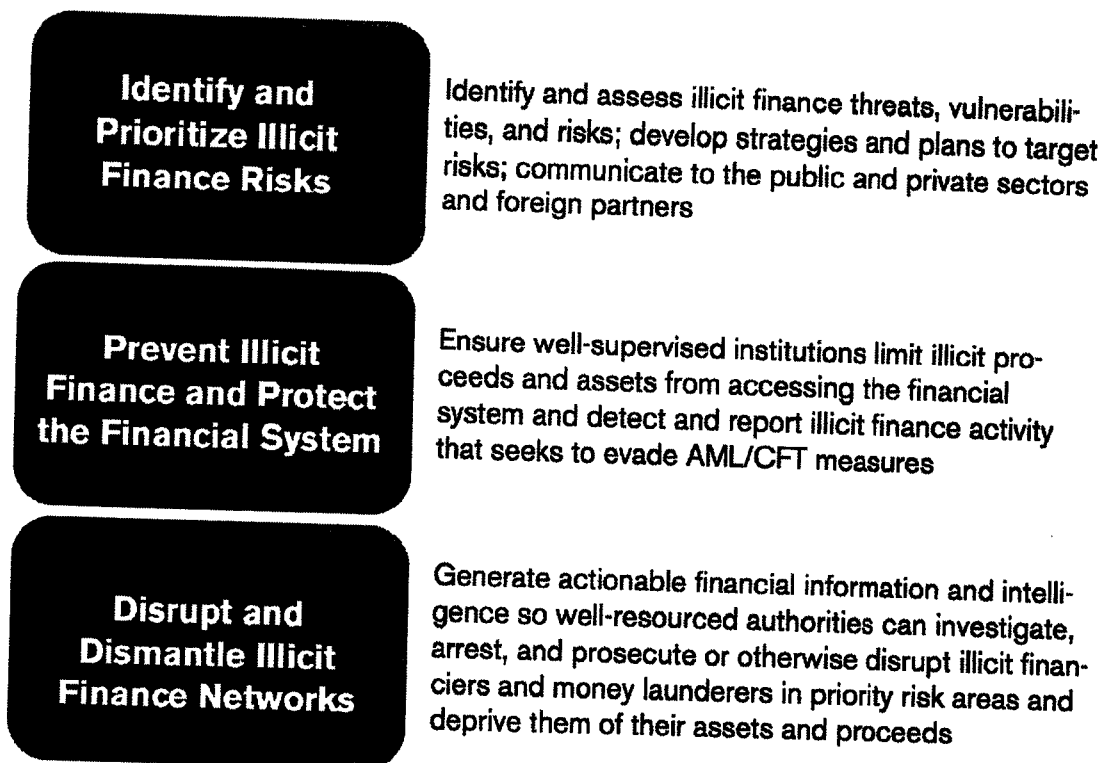 Identify and
Prioritize Illicit
Finance Risks
Identify and assess illicit finance threats, vulnerabili-
ties, and risks; develop strategies and plans to target
risks; communicate to the public and private sectors
and foreign partners
Prevent Illicit
Finance and Protect
the Financial System
Ensure well-supervised institutions limit illicit pro-
ceeds and assets from accessing the financial
system and detect and report illicit finance activity
that seeks to evade AML/CFT measures
Disrupt and
Dismantle Illicit
Finance Networks
Generate actionable financial information and intelli-
gence so well-resourced authorities can investigate,
arrest, and prosecute or otherwise disrupt illicit finan-
ciers and money launderers in priority risk areas and
deprive them of their assets and proceeds